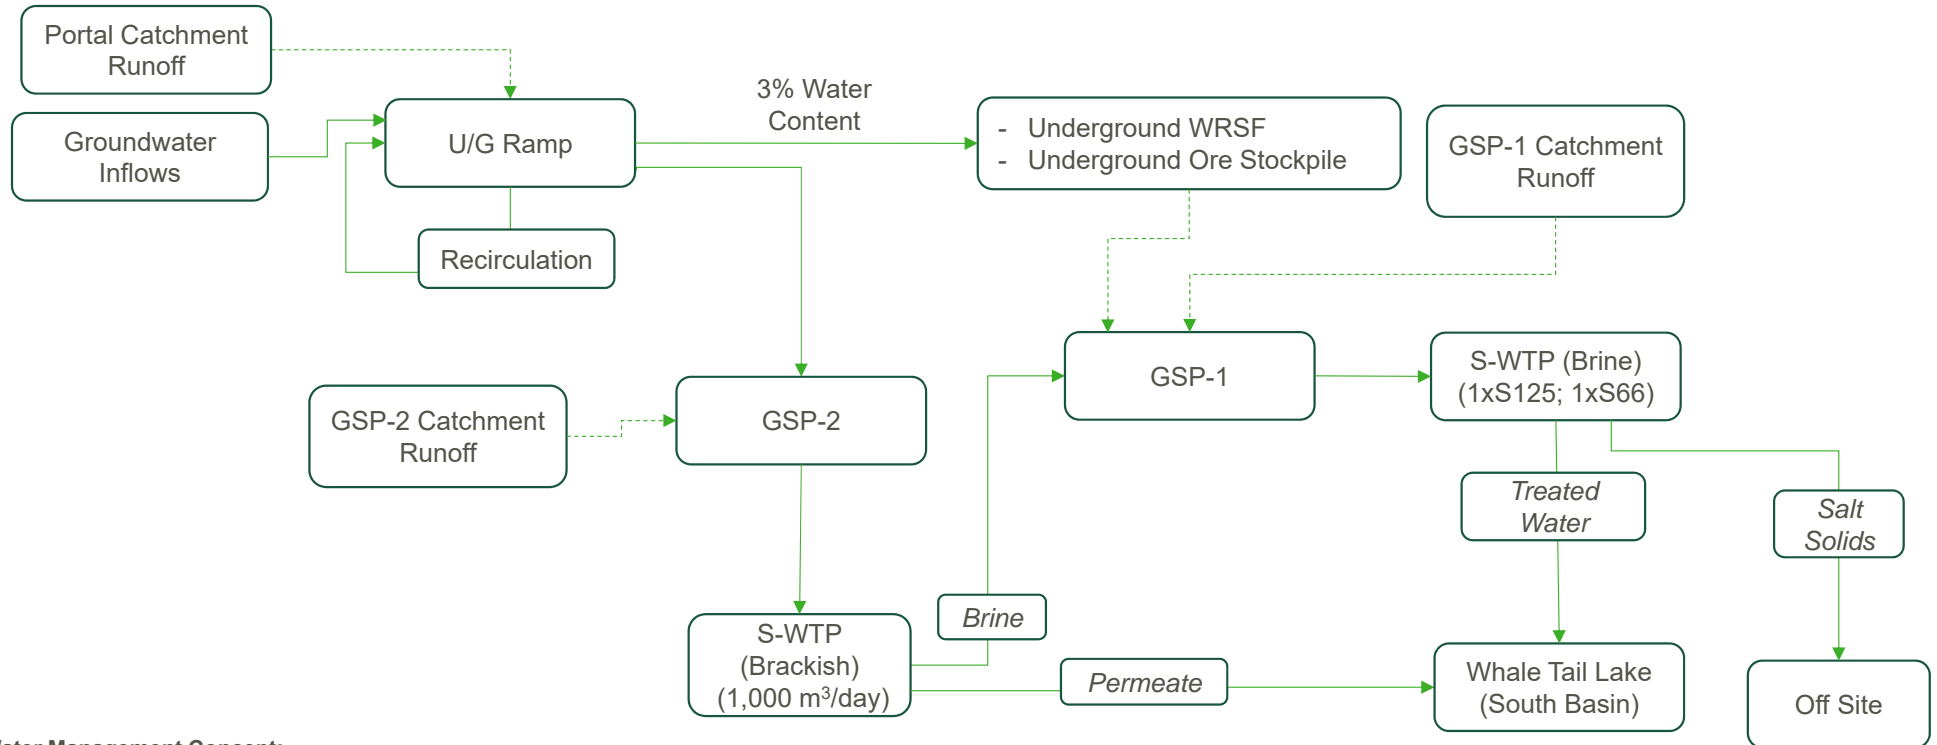 Portal Catchment
Runoff
Groundwater
Inflows
U/G Ramp
3% Water
Content
- Underground WRSF
- Underground Ore Stockpile
GSP-1 Catchment
Runoff
Recirculation
GSP-2 Catchment
Runoff
GSP-2
GSP-1
S-WTP (Brine)
(1xS125; 1xS66)
Treated
Water
Salt
Solids
S-WTP
(Brackish)
(1,000 m³/day)
Brine
Permeate
Whale Tail Lake
(South Basin)
Off Site